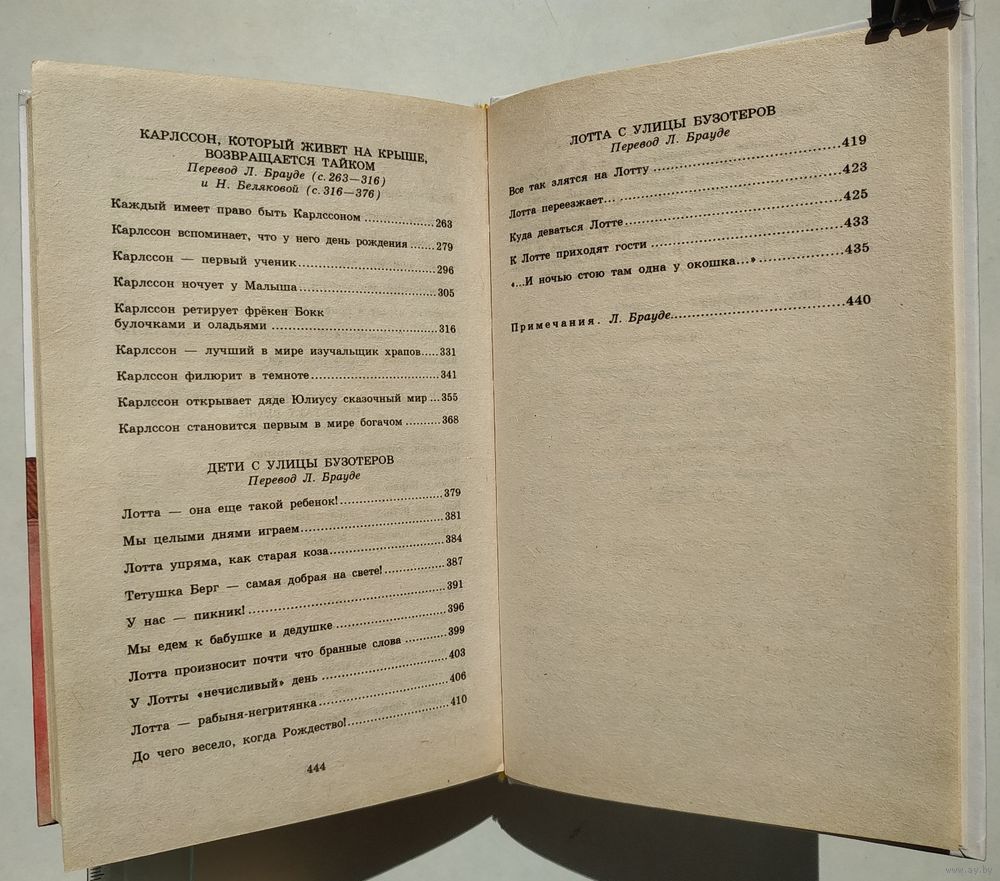 КАРЛССОН, КОТОРЫЙ ЖИВЕТ НА КРЫШЕ,
ВОЗВРАЩАЕТСЯ ТАЙКОМ
Перевод Л. Брауде (с. 263—316)
и Н. Беляковой (с. 316—376)
Каждый имеет право быть Карлссоном ..................263
Карлссон вспоминает, что у него день рождения .......279
Карлссон — первый ученик..................................296
Карлссон ночует у Малыша..................................305
Карлссон ретирует фрёкен Бокк
булочками и оладьями ........................................316
Карлссон — лучший в мире изучальщик храпов.....331
Карлссон филюрит в темноте................................341
Карлссон открывает дяде Юлиусу сказочный мир ...355
Карлссон становится первым в мире богачом ..........368
ДЕТИ С УЛИЦЫ БУЗОТЕРОВ
Перевод Л. Брауде
Лотта — она еще такой ребенок!............................379
Мы целыми днями играем....................................381
Лотта упряма, как старая коза..............................384
Тетушка Берг — самая добрая на свете!..................387
У нас — пикник!................................................391
Мы едем к бабушке и дедушке .............................396
Лотта произносит почти что бранные слова ...........399
У Лотты «нечисливый» день ................................403
Лотта — рабыня-негритянка.................................406
До чего весело, когда Рождество!...........................410
444
ЛОТТА С УЛИЦЫ БУЗОТЕРОВ
Перевод Л. Брауде
Все так злятся на Лотту ......................................419
Лотта переезжает... ............................................423
Куда деваться Лотте............................................425
К Лотте приходят гости .......................................433
«...И ночью стою там одна у окошка...» .................435
Примечания. Л. Брауде........................................440
www.ay.by